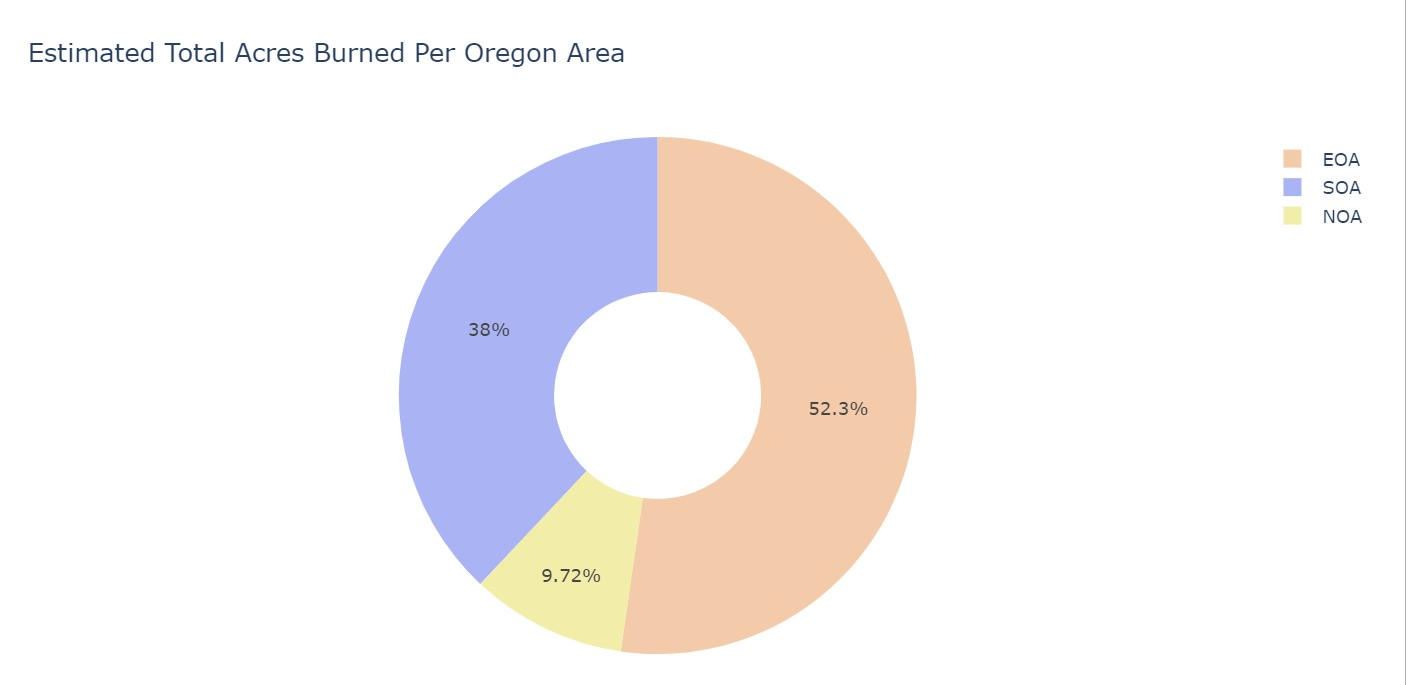 Estimated Total Acres Burned Per Oregon Area
EOA
SOA
NOA
38%
52.3%
9.72%